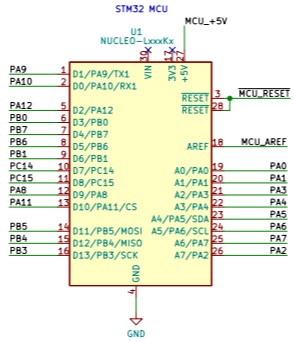 STM32 MCU
MCU_+5V
U1
NUCLEO-LxxxKx
30 17 27
VIN 3V3 +5V
PA9 1 D1/PA9/TX1
PA10 2 D0/PA10/RX1
RESET 3 MCU_RESET
PA12 5 D2/PA12 RESET 28
PB0 6 D3/PB0
PB7 7 D4/PB7
PB6 8 D5/PB6 AREF 18 MCU_AREF
PB1 9 D6/PB1
PC14 10 D7/PC14 A0/PA0 19 PA0
PC15 11 D8/PC15 A1/PA1 20 PA1
PA8 12 D9/PA8 A2/PA3 21 PA3
PA11 13 D10/PA11/CS A3/PA4 22 PA4
A4/PA5/SDA 23 PA5
PB5 14 D11/PB5/MOSI A5/PA6/SCL 24 PA6
PB4 15 D12/PB4/MISO A6/PA7 25 PA7
PB3 16 D13/PB3/SCK A7/PA2 26 PA2
GND
4
GND